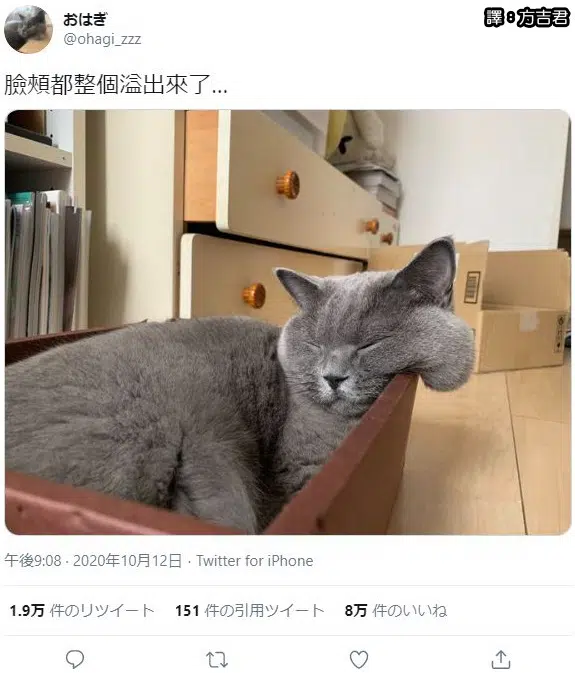 おはぎ
譯：方吉君
@ohagi_zzz
臉頰都整個溢出來了...
午後9:08 · 2020年10月12日 · Twitter for iPhone
1.9万 件のリツイート 151 件の引用ツイート 8万 件のいいね